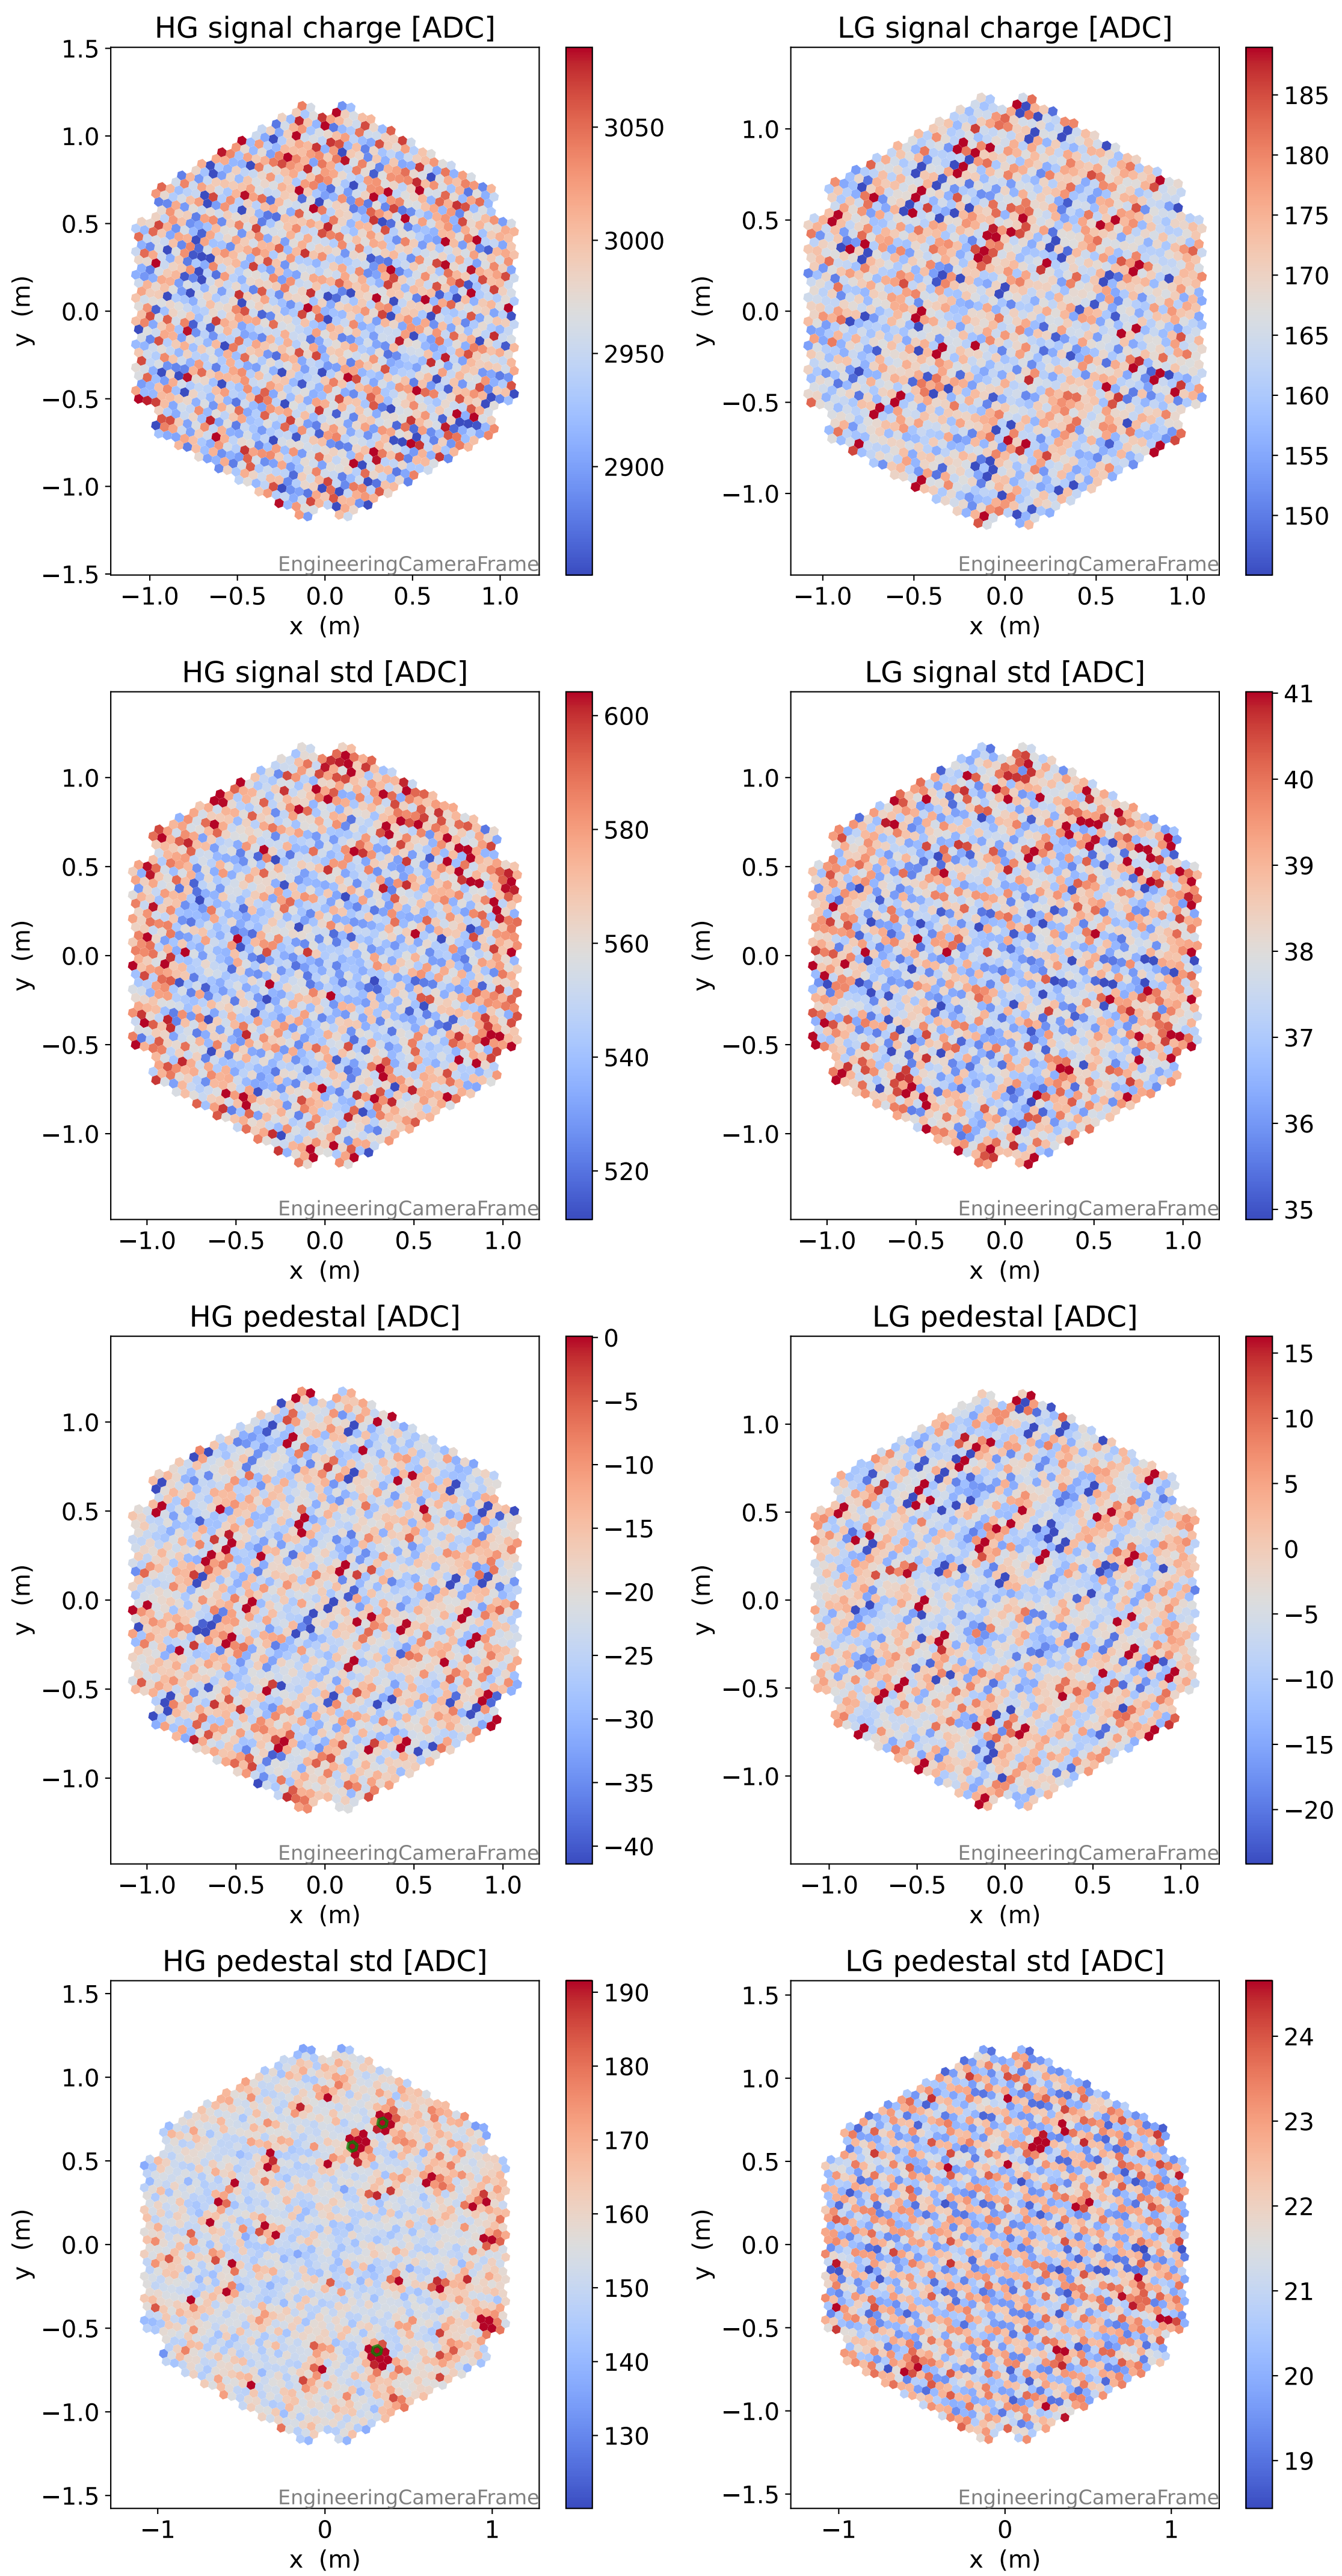 HG signal charge [ADC]
1.5
1.0
0.5
0.0
−0.5
−1.0
−1.5
y (m)
−1.0 −0.5 0.0 0.5 1.0
x (m)
EngineeringCameraFrame
3050
3000
2950
2900
LG signal charge [ADC]
1.0
0.5
0.0
−0.5
−1.0
y (m)
−1.0 −0.5 0.0 0.5 1.0
x (m)
EngineeringCameraFrame
185
180
175
170
165
160
155
150
HG signal std [ADC]
1.0
0.5
0.0
−0.5
−1.0
y (m)
−1.0 −0.5 0.0 0.5 1.0
x (m)
EngineeringCameraFrame
600
580
560
540
520
LG signal std [ADC]
1.0
0.5
0.0
−0.5
−1.0
y (m)
−1.0 −0.5 0.0 0.5 1.0
x (m)
EngineeringCameraFrame
41
40
39
38
37
36
35
HG pedestal [ADC]
1.0
0.5
0.0
−0.5
−1.0
y (m)
−1.0 −0.5 0.0 0.5 1.0
x (m)
EngineeringCameraFrame
0
−5
−10
−15
−20
−25
−30
−35
−40
LG pedestal [ADC]
1.0
0.5
0.0
−0.5
−1.0
y (m)
−1.0 −0.5 0.0 0.5 1.0
x (m)
EngineeringCameraFrame
15
10
5
0
−5
−10
−15
−20
HG pedestal std [ADC]
1.5
1.0
0.5
0.0
−0.5
−1.0
−1.5
y (m)
−1 0 1
x (m)
EngineeringCameraFrame
190
180
170
160
150
140
130
LG pedestal std [ADC]
1.5
1.0
0.5
0.0
−0.5
−1.0
−1.5
y (m)
−1 0 1
x (m)
EngineeringCameraFrame
24
23
22
21
20
19